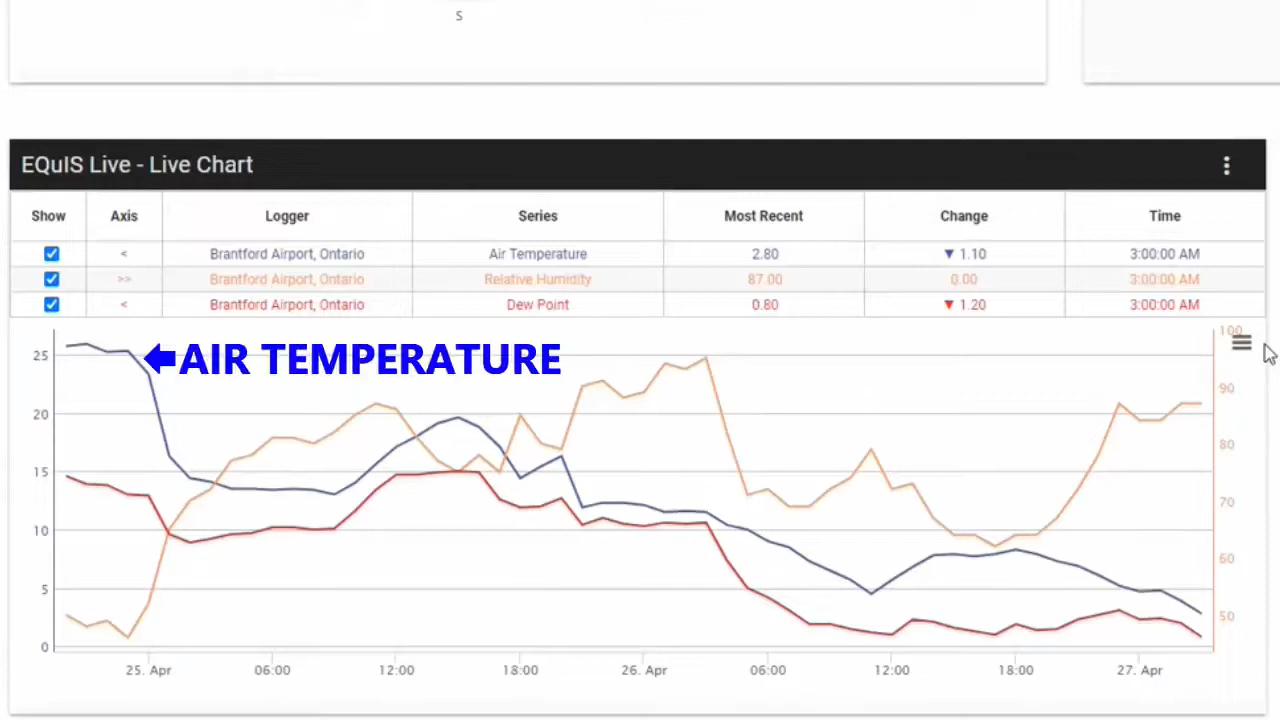 S
EQuIS Live - Live Chart
Show Axis Logger Series Most Recent Change Time
< Brantford Airport, Ontario Air Temperature 2.80 ▼ 1.10 3:00:00 AM
>> Brantford Airport, Ontario Relative Humidity 87.00 0.00 3:00:00 AM
< Brantford Airport, Ontario Dew Point 0.80 ▼ 1.20 3:00:00 AM
100
25 AIR TEMPERATURE
90
20
80
15
70
10
60
5
50
0
25. Apr 06:00 12:00 18:00 26. Apr 06:00 12:00 18:00 27. Apr